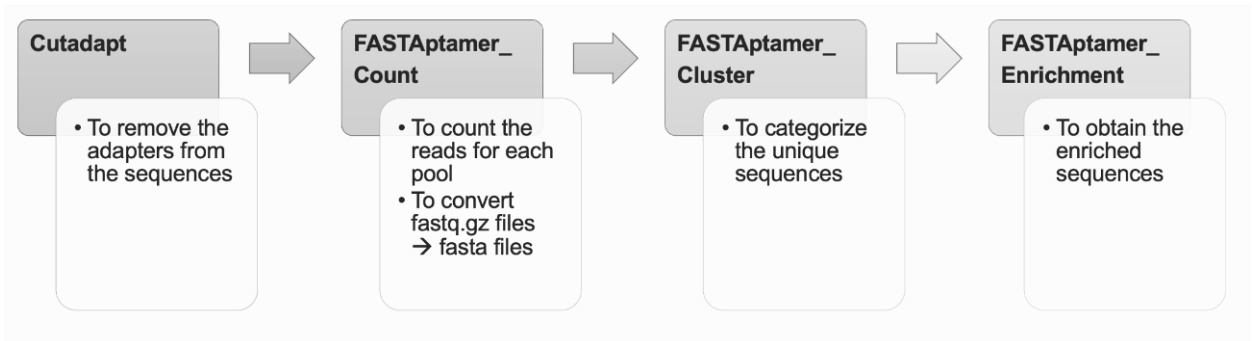 Cutadapt
• To remove the
adapters from
the sequences
FASTAptamer_
Count
• To count the
reads for each
pool
• To convert
fastq.gz files
→ fasta files
FASTAptamer_
Cluster
• To categorize
the unique
sequences
FASTAptamer_
Enrichment
• To obtain the
enriched
sequences